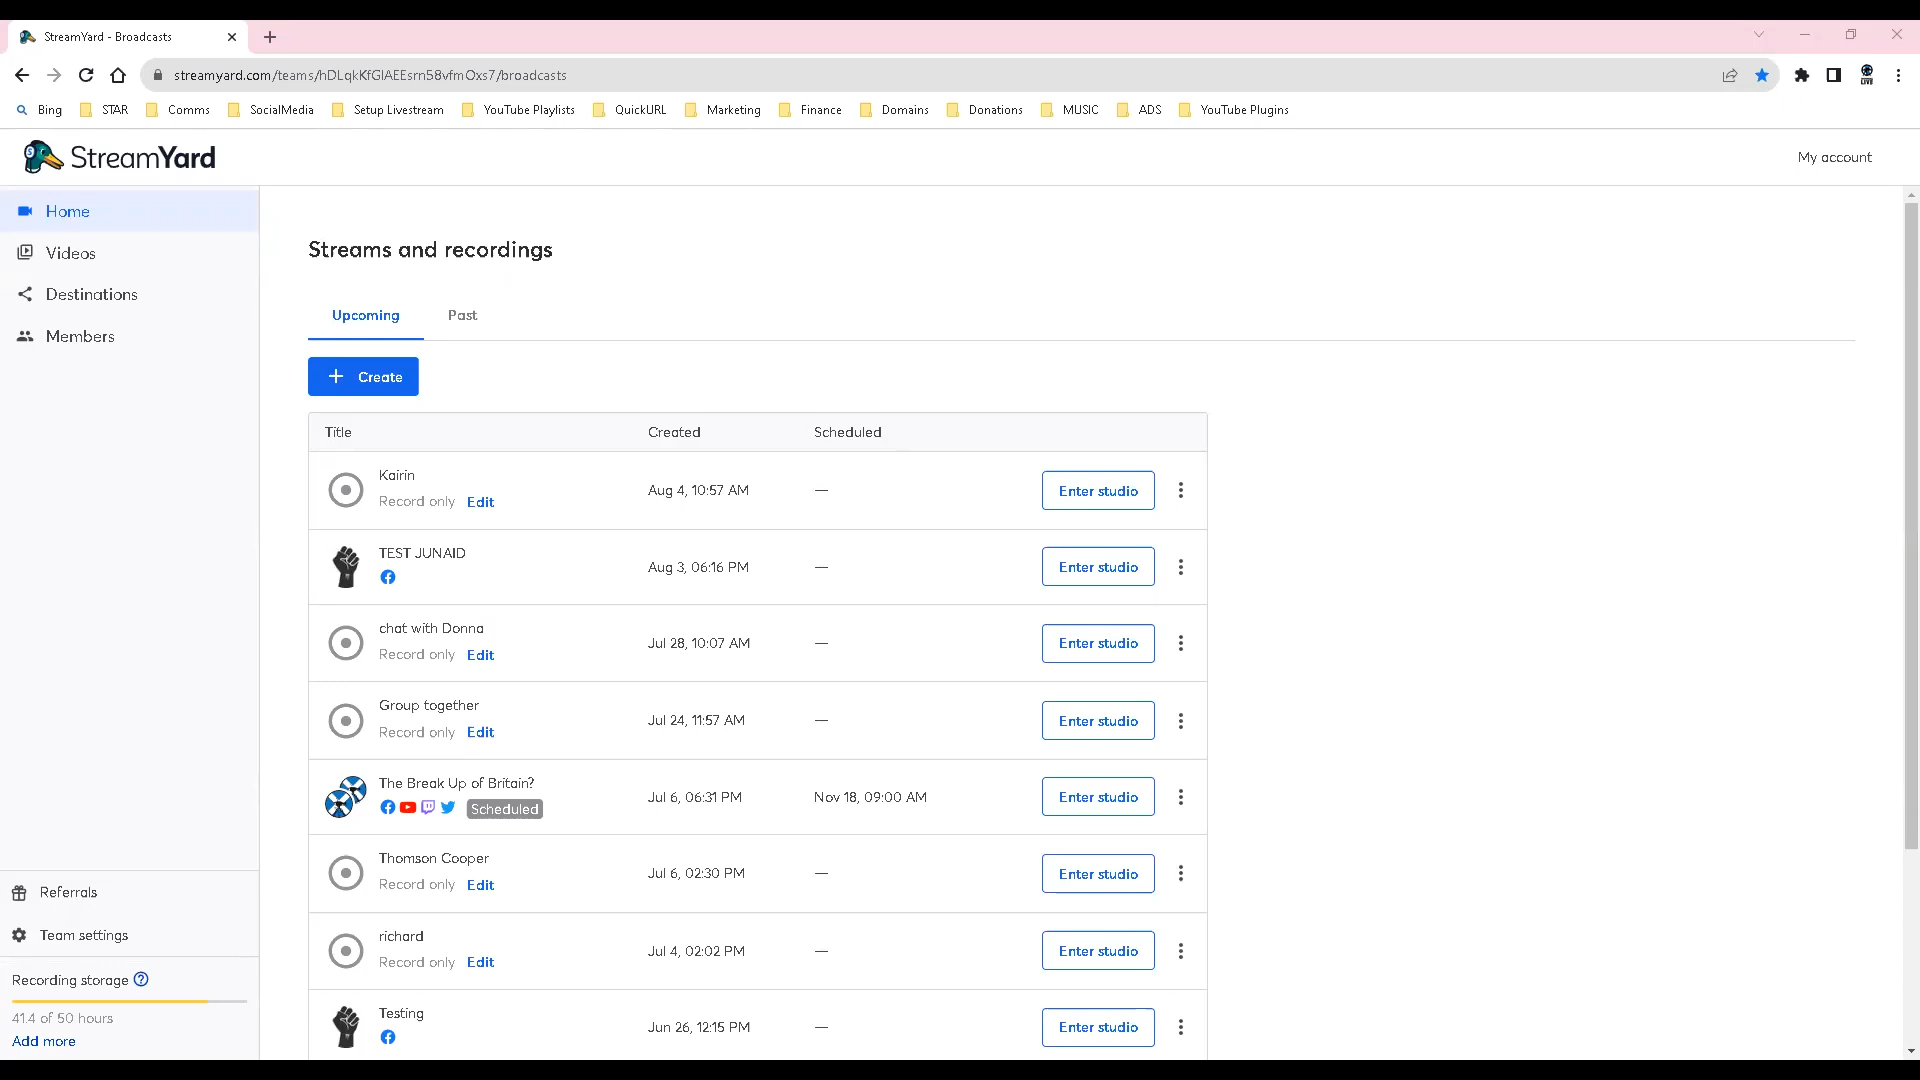 StreamYard - Broadcasts
streamyard.com/teams/hDLqkKfGlAEEsrn58vfmOxs7/broadcasts
LIVE
Bing STAR Comms SocialMedia Setup Livestream YouTube Playlists QuickURL Marketing Finance Domains Donations MUSIC ADS YouTube Plugins
StreamYard
My account
Home
Videos
Destinations
Members
Streams and recordings
Upcoming Past
Create
Title Created Scheduled
Kairin
Record only Edit
Aug 4, 10:57 AM — Enter studio
TEST JUNAID
Aug 3, 06:16 PM — Enter studio
chat with Donna
Record only Edit
Jul 28, 10:07 AM — Enter studio
Group together
Record only Edit
Jul 24, 11:57 AM — Enter studio
The Break Up of Britain?
Scheduled
Jul 6, 06:31 PM Nov 18, 09:00 AM Enter studio
Thomson Cooper
Record only Edit
Jul 6, 02:30 PM — Enter studio
richard
Record only Edit
Jul 4, 02:02 PM — Enter studio
Testing
Jun 26, 12:15 PM — Enter studio
Referrals
Team settings
Recording storage
41.4 of 50 hours
Add more